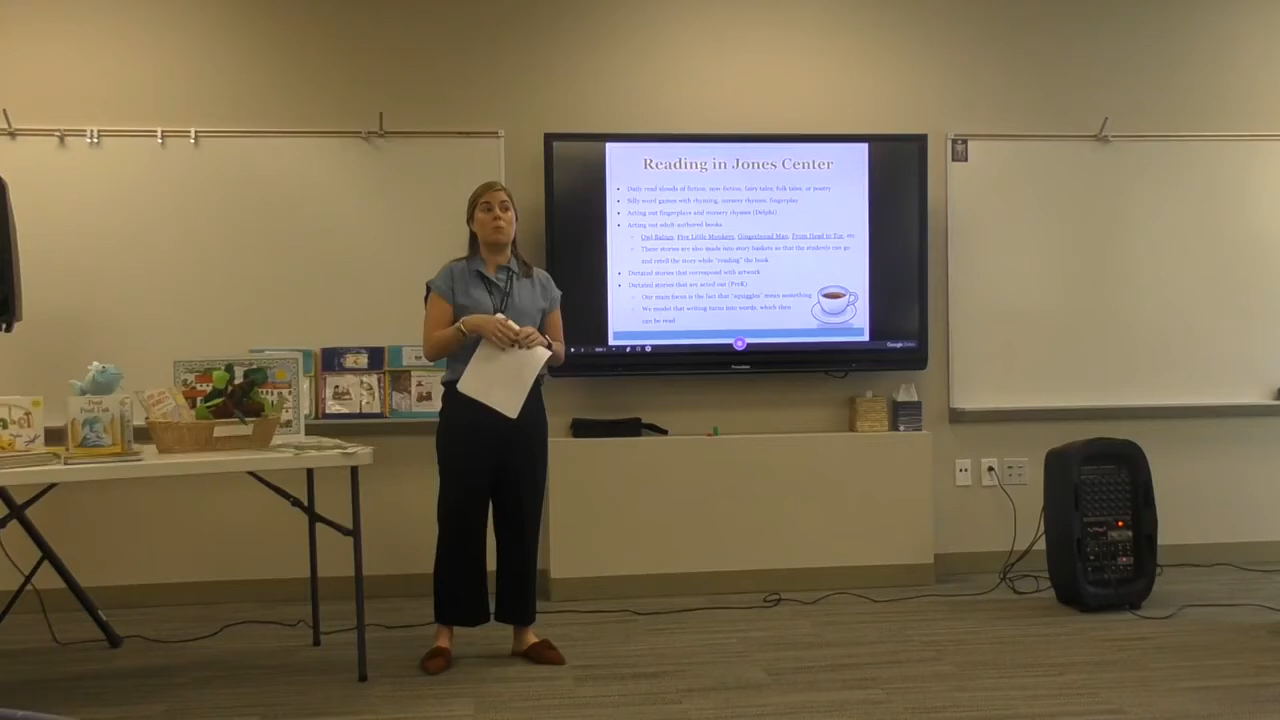 Reading in Jones Center
Daily read alouds of fiction, non fiction, fairy tales, folk tales, or poetry
Silly word games with rhyming, nursery rhymes, fingerplay
Acting out fingerplays and nursery rhymes (Delphi)
Acting out adult-authored books
Owl Babies, Five Little Monkeys, Gingerbread Man, From Head to Toe, etc
These stories are also made into story baskets so that the students can go
and retell the story while "reading" the book
Dictated stories that correspond with artwork
Dictated stories that are acted out (PreK)
Our main focus is the fact that "squiggles" mean something
We model that writing turns into words, which then
can be read
Google Slides
Pout Pout Fish